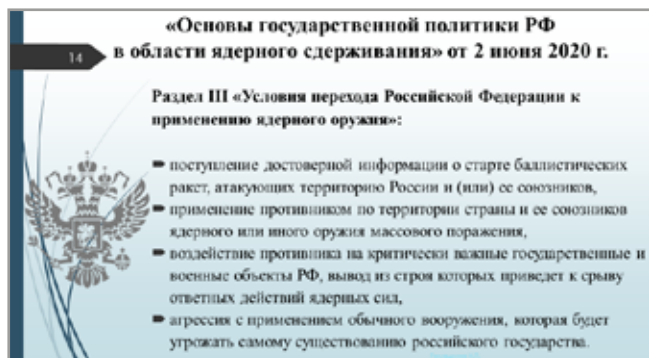 «Основы государственной политики РФ
в области ядерного сдерживания» от 2 июня 2020 г.
14
Раздел III «Условия перехода Российской Федерации к
применению ядерного оружия»:
поступление достоверной информации о старте баллистических
ракет, атакующих территорию России и (или) ее союзников,
применение противником по территории страны и ее союзников
ядерного или иного оружия массового поражения,
воздействие противника на критически важные государственные и
военные объекты РФ, вывод из строя которых приведет к срыву
ответных действий ядерных сил,
агрессия с применением обычного вооружения, которая будет
угрожать самому существованию российского государства.